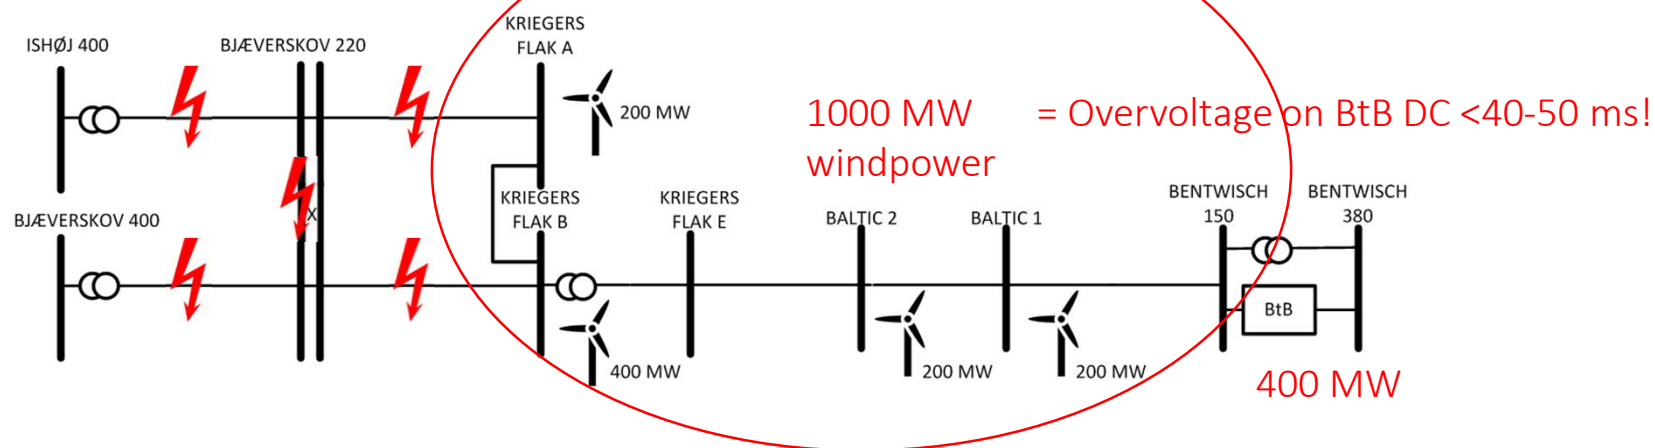 KRIEGERS
FLAK A
ISHØJ 400
BJÆVERSKOV 220
200 MW
1000 MW = Overvoltage on BtB DC <40-50 ms!
windpower
KRIEGERS
FLAK B
KRIEGERS
FLAK E
BENTWISCH
150
BENTWISCH
380
X
BJÆVERSKOV 400
BALTIC 2
BALTIC 1
BtB
400 MW
200 MW
200 MW
400 MW